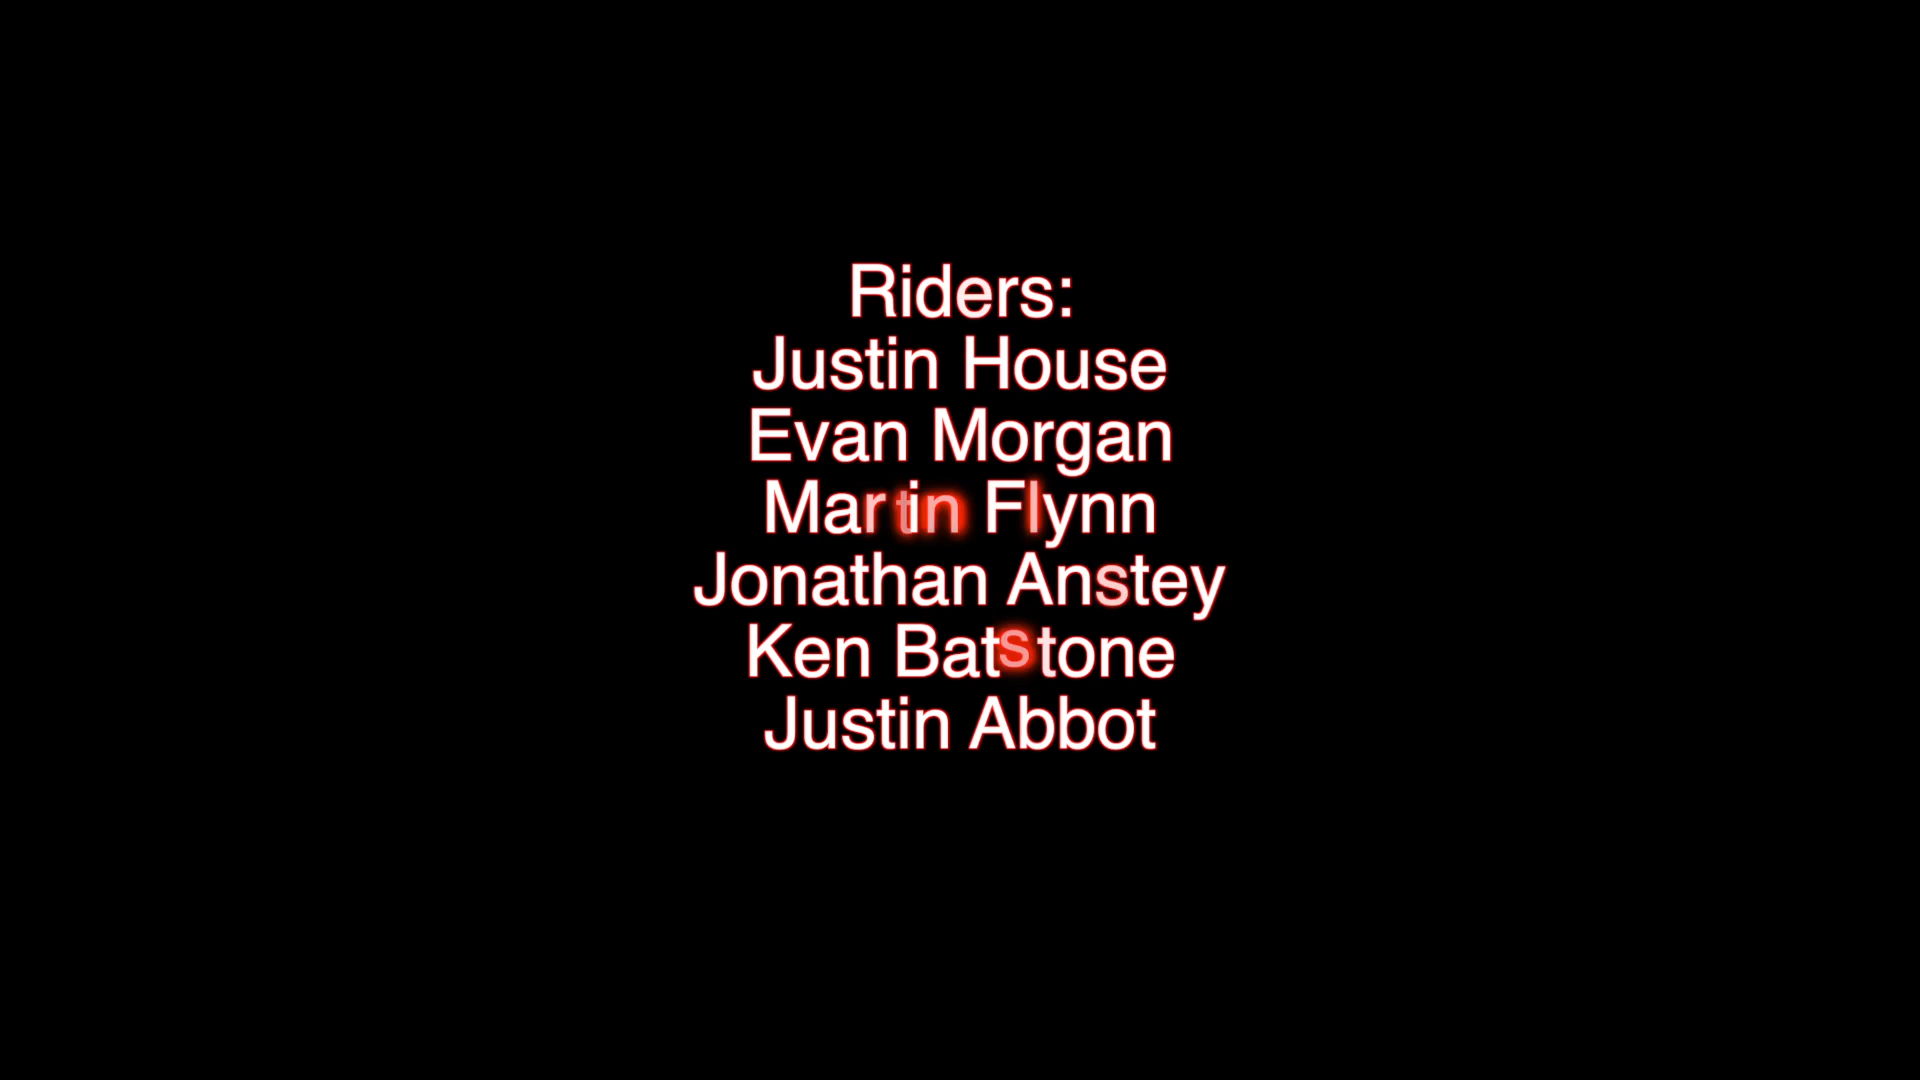 Riders:
Justin House
Evan Morgan
Martin Flynn
Jonathan Anstey
Ken Batstone
Justin Abbot